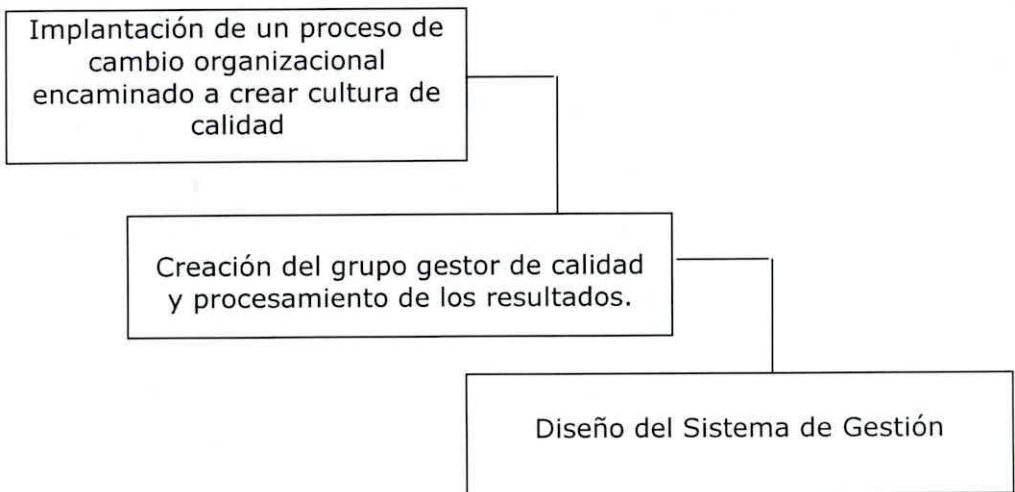 Implantación de un proceso de
cambio organizacional
encaminado a crear cultura de
calidad
Creación del grupo gestor de calidad
y procesamiento de los resultados.
Diseño del Sistema de Gestión